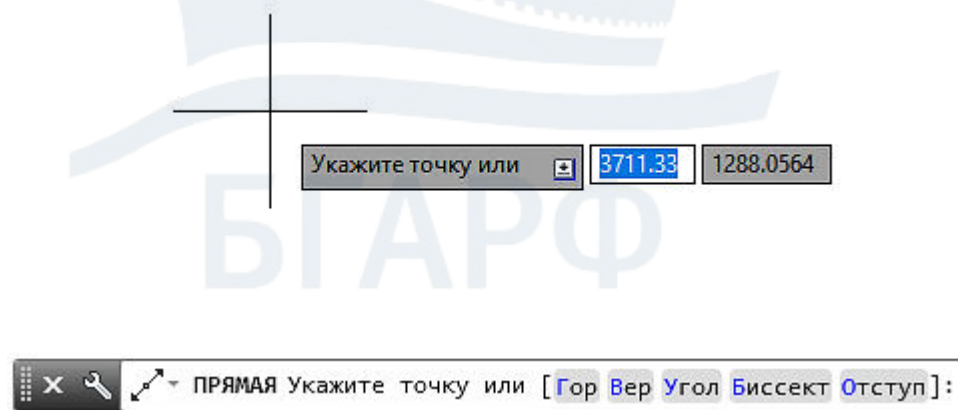 Укажите точку или 3711.33 1288.0564
БГАРФ
ПРЯМАЯ Укажите точку или [Гор Вер Угол Биссект Отступ]: